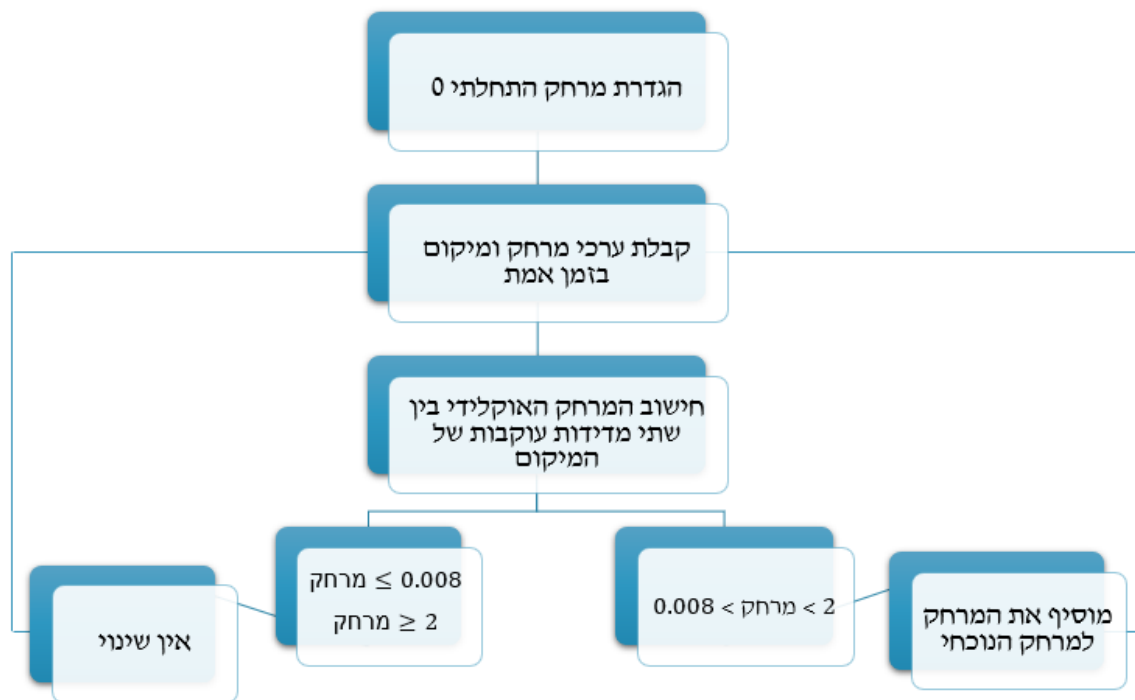 הגדרת מרחק התחלתי 0
קבלת ערכי מרחק ומיקום
בזמן אמת
חישוב המרחק האוקלידי בין
שתי מדידות עוקבות של
המיקום
מוסיף את המרחק
למרחק הנוכחי
0.008 < מרחק < 2
מרחק ≤ 0.008
מרחק ≥ 2
אין שינוי